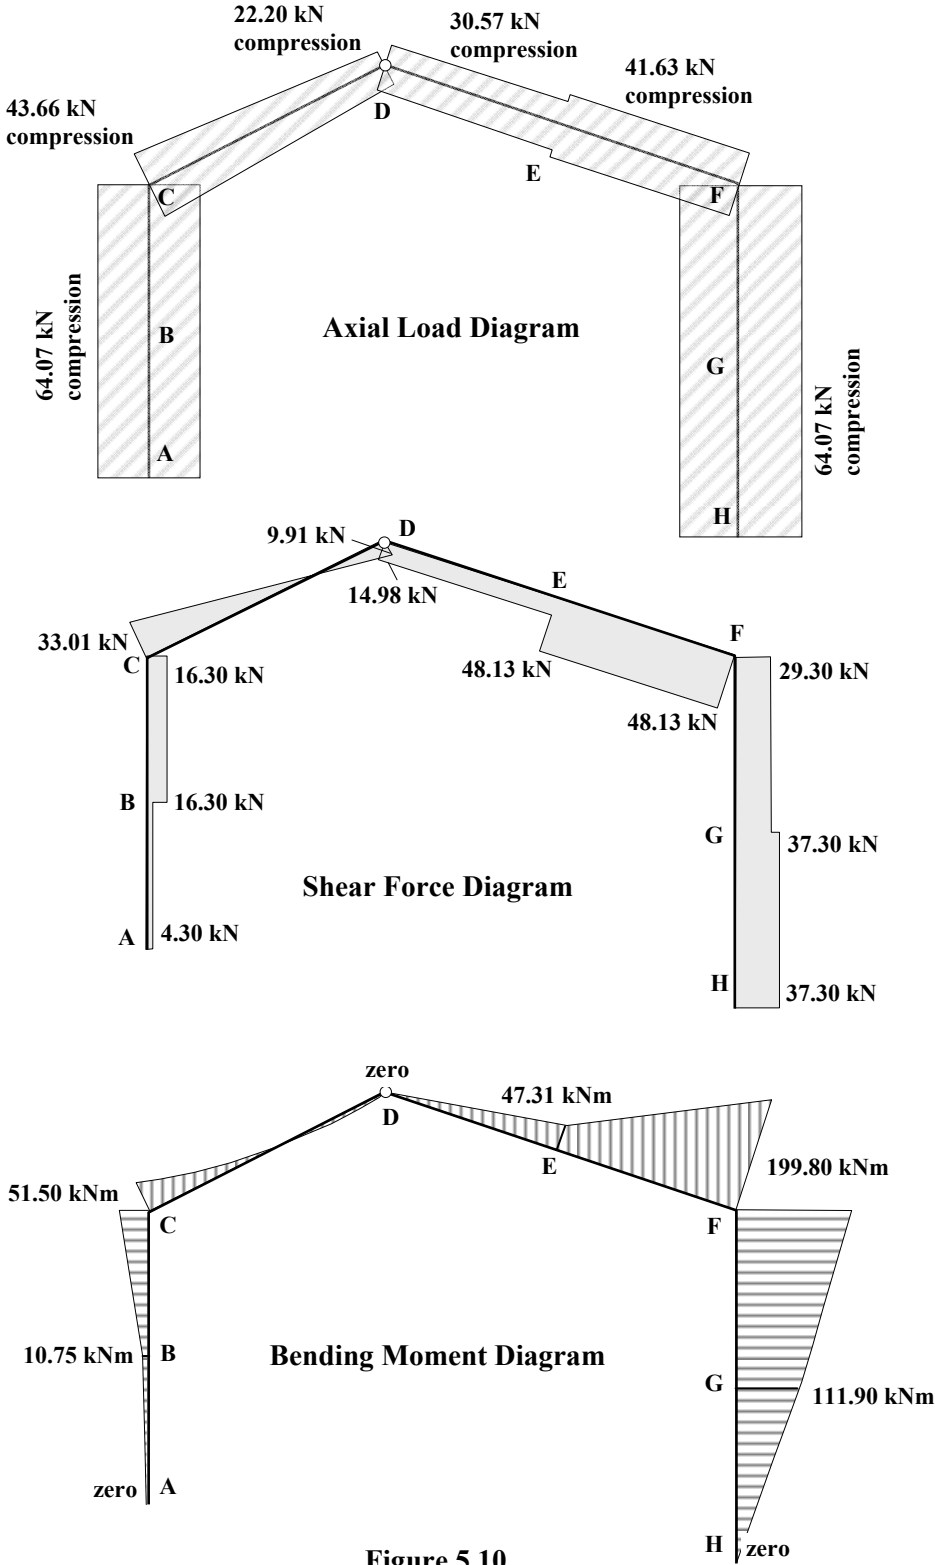 22.20 kN
compression
30.57 kN
compression
41.63 kN
compression
43.66 kN
compression
D
E
C
F
64.07 kN
compression
B
Axial Load Diagram
G
A
64.07 kN
compression
H
D
9.91 kN
E
14.98 kN
F
33.01 kN
C
16.30 kN
48.13 kN
29.30 kN
48.13 kN
B
16.30 kN
G
37.30 kN
Shear Force Diagram
A
4.30 kN
H
37.30 kN
zero
47.31 kNm
D
E
199.80 kNm
51.50 kNm
C
F
10.75 kNm
B
Bending Moment Diagram
G
111.90 kNm
zero
A
H
zero
Figure 5.10